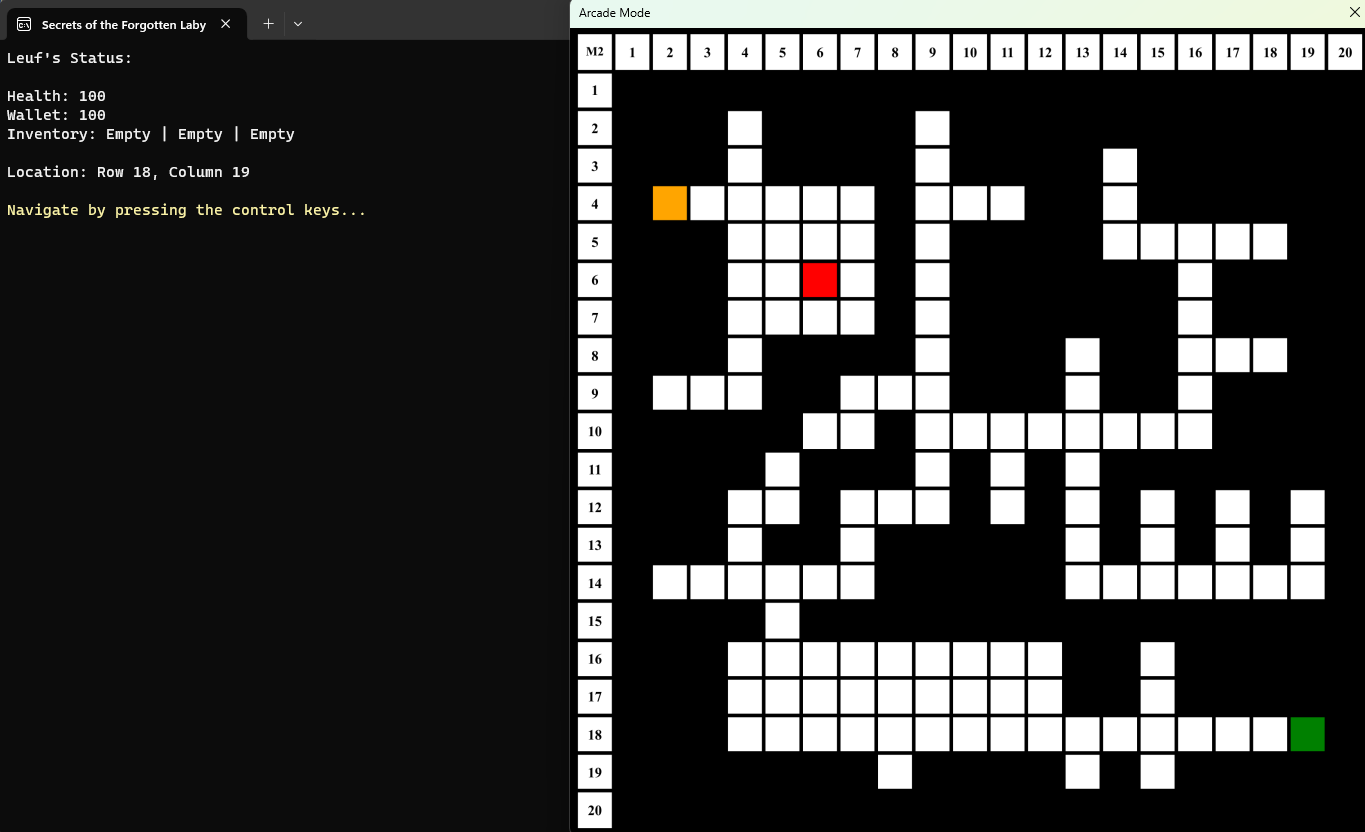 Secrets of the Forgotten Laby
Leuf's Status:
Health: 100
Wallet: 100
Inventory: Empty | Empty | Empty
Location: Row 18, Column 19
Navigate by pressing the control keys...
Arcade Mode
M2 1 2 3 4 5 6 7 8 9 10 11 12 13 14 15 16 17 18 19 20
1
2
3
4
5
6
7
8
9
10
11
12
13
14
15
16
17
18
19
20